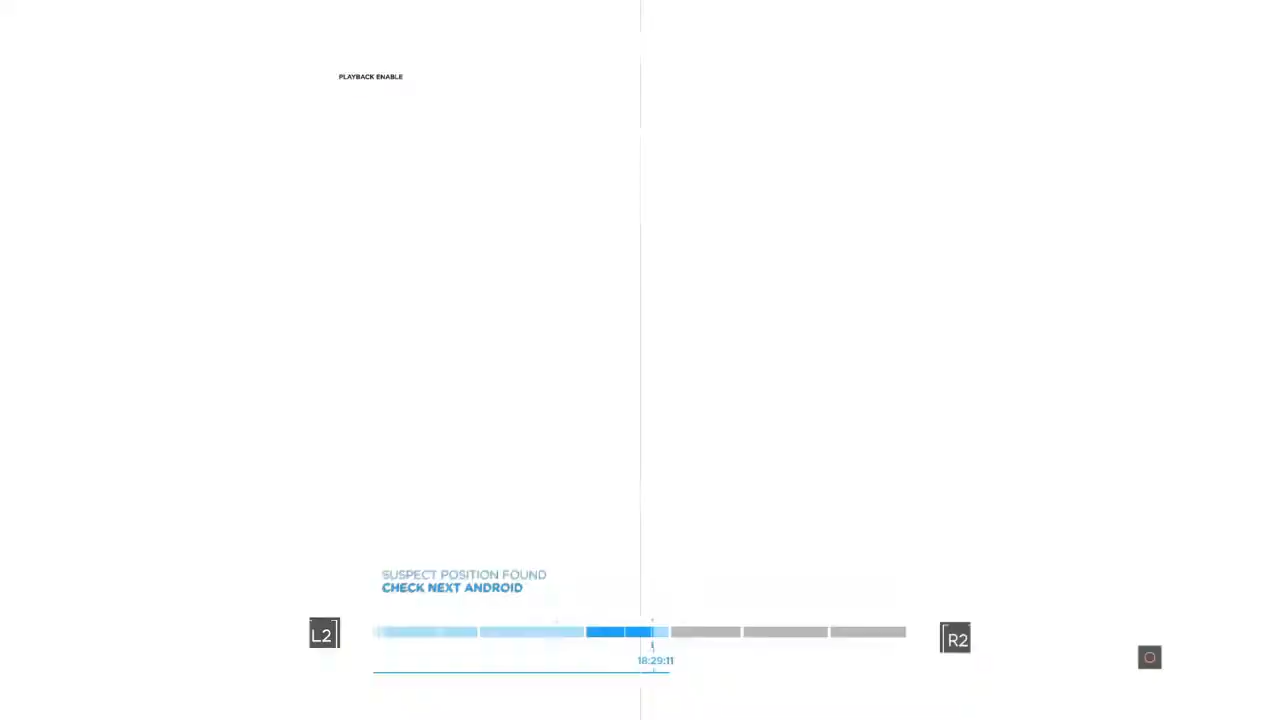 PLAYBACK ENABLE
SUSPECT POSITION FOUND
CHECK NEXT ANDROID
L2
R2
18:29:11